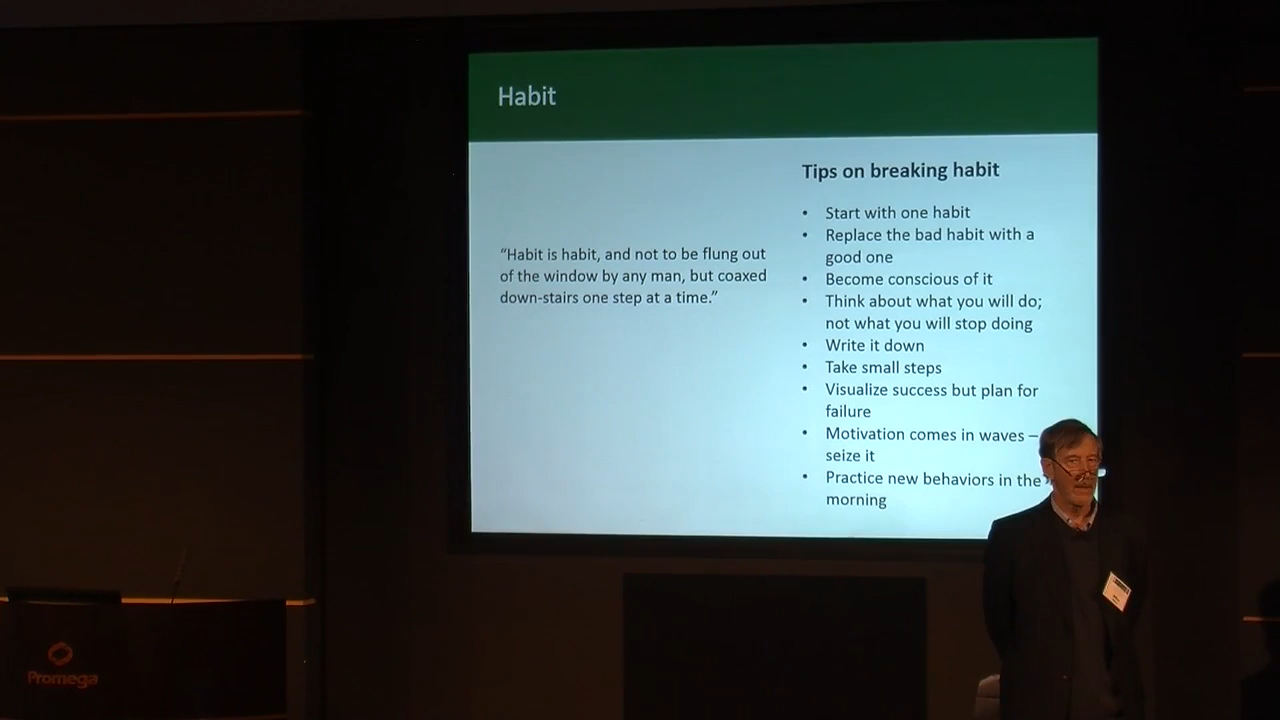 Habit
"Habit is habit, and not to be flung out
of the window by any man, but coaxed
down-stairs one step at a time."
Tips on breaking habit
• Start with one habit
• Replace the bad habit with a
good one
• Become conscious of it
• Think about what you will do;
not what you will stop doing
• Write it down
• Take small steps
• Visualize success but plan for
failure
• Motivation comes in waves –
seize it
• Practice new behaviors in the
morning
Promega